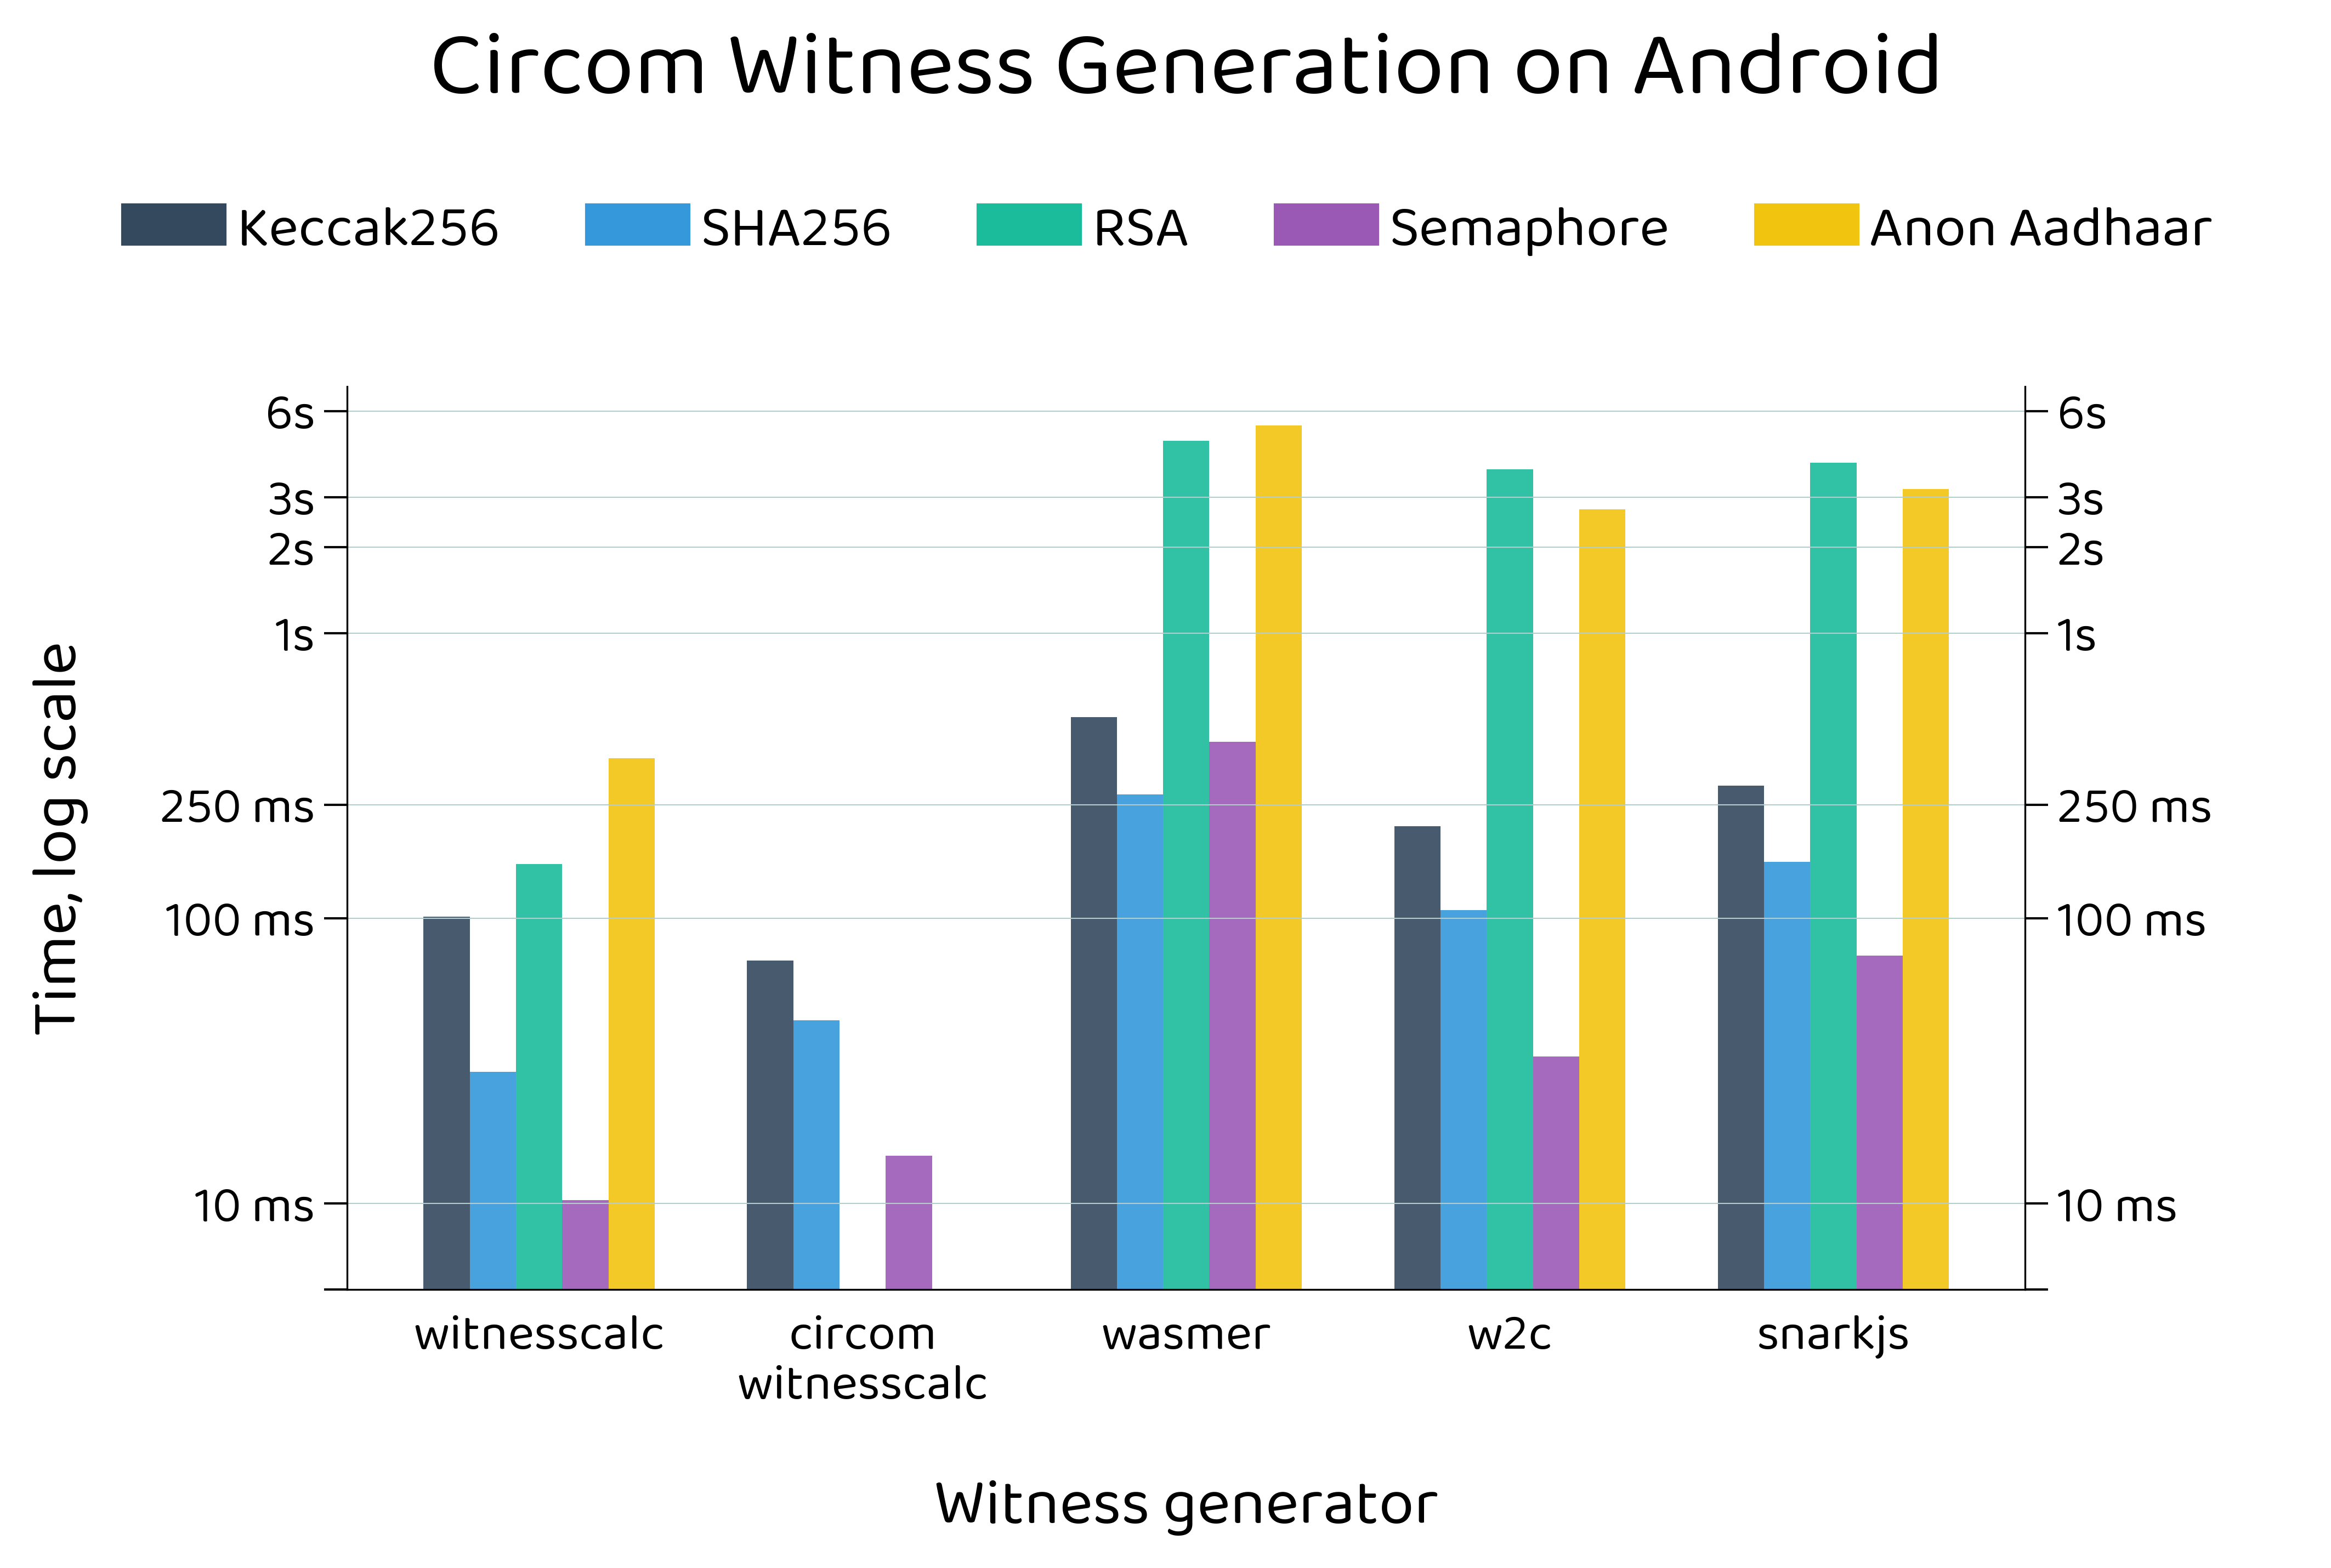 Circom Witness Generation on Android
Keccak256 SHA256 RSA Semaphore Anon Aadhaar
Time, log scale
6s 6s
3s 3s
2s 2s
1s 1s
250 ms 250 ms
100 ms 100 ms
10 ms 10 ms
witnesscalc circom wasmer w2c snarkjs
witnesscalc
Witness generator